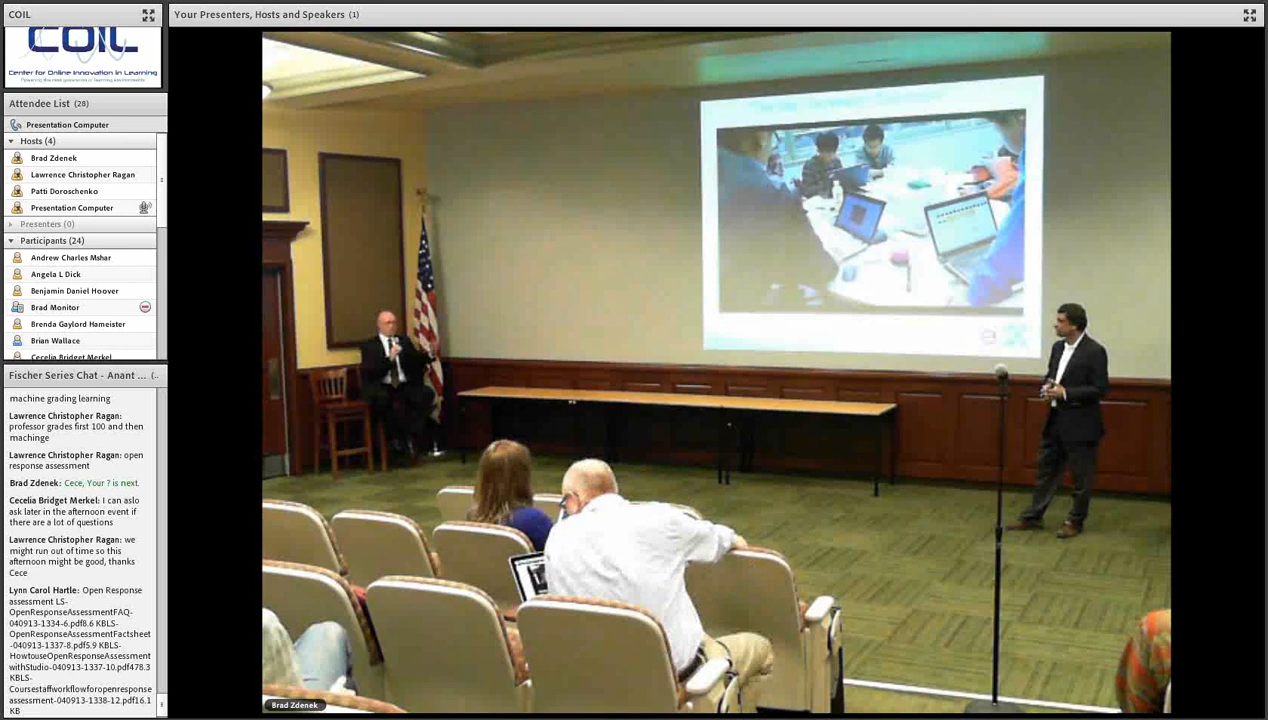 COIL
COIL
Center for Online Innovation in Learning
Attendee List (28)
Presentation Computer
Hosts (4)
Brad Zdenek
Lawrence Christopher Ragan
Patti Doroschenko
Presentation Computer
Presenters (0)
Participants (24)
Andrew Charles Mshar
Angela L Dick
Benjamin Daniel Hoover
Brad Monitor
Brenda Gaylord Hameister
Brian Wallace
Cecelia Bridget Merkel
Fischer Series Chat - Anant ... (..
machine grading learning
Lawrence Christopher Ragan:
professor grades first 100 and then
machinge
Lawrence Christopher Ragan: open
response assessment
Brad Zdenek: Cece, Your ? is next.
Cecelia Bridget Merkel: I can aslo
ask later in the afternoon event if
there are a lot of questions
Lawrence Christopher Ragan: we
might run out of time so this
afternoon might be good, thanks
Cece
Lynn Carol Hartle: Open Response
assessment LS-
OpenResponseAssessmentFAQ-
040913-1334-6.pdf8.6 KBLS-
OpenResponseAssessmentFactsheet
-040913-1337-8.pdf5.9 KBLS-
HowtouseOpenResponseAssessment
withStudio-040913-1337-10.pdf478.3
KBLS-
Coursestaffworkflowforopenresponse
assessment-040913-1338-12.pdf16.1
KB
Your Presenters, Hosts and Speakers (1)
Brad Zdenek